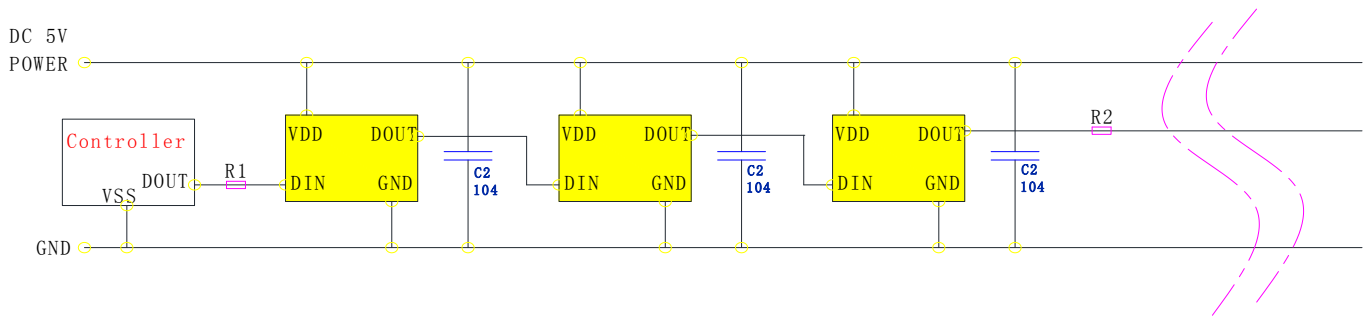 DC 5V
POWER
Controller
DOUT
VSS
GND
R1
VDD
DOUT
DIN
GND
C2
104
VDD
DOUT
DIN
GND
C2
104
VDD
DOUT
DIN
GND
C2
104
R2